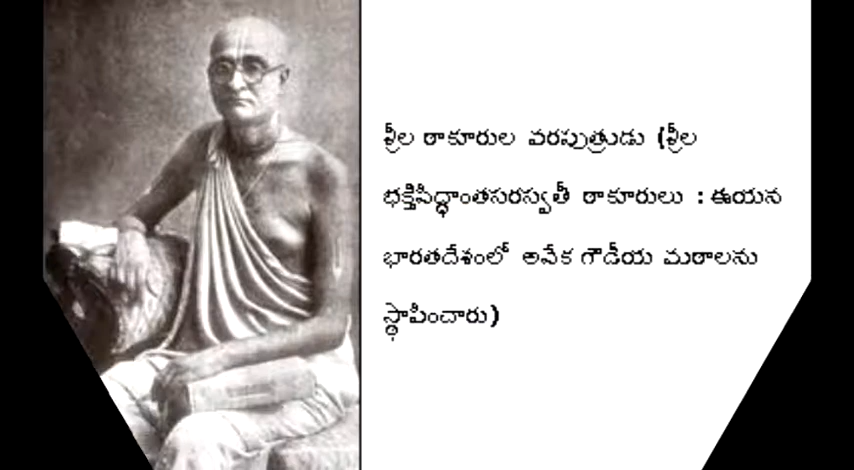 శ్రీల ఠాకూరుల వరపుత్రుడు (శ్రీల
భక్తిసిద్ధాంతసరస్వతీ ఠాకూరులు : ఈయన
భారతదేశంలో అనేక గౌడీయ మఠాలను
స్థాపించారు)